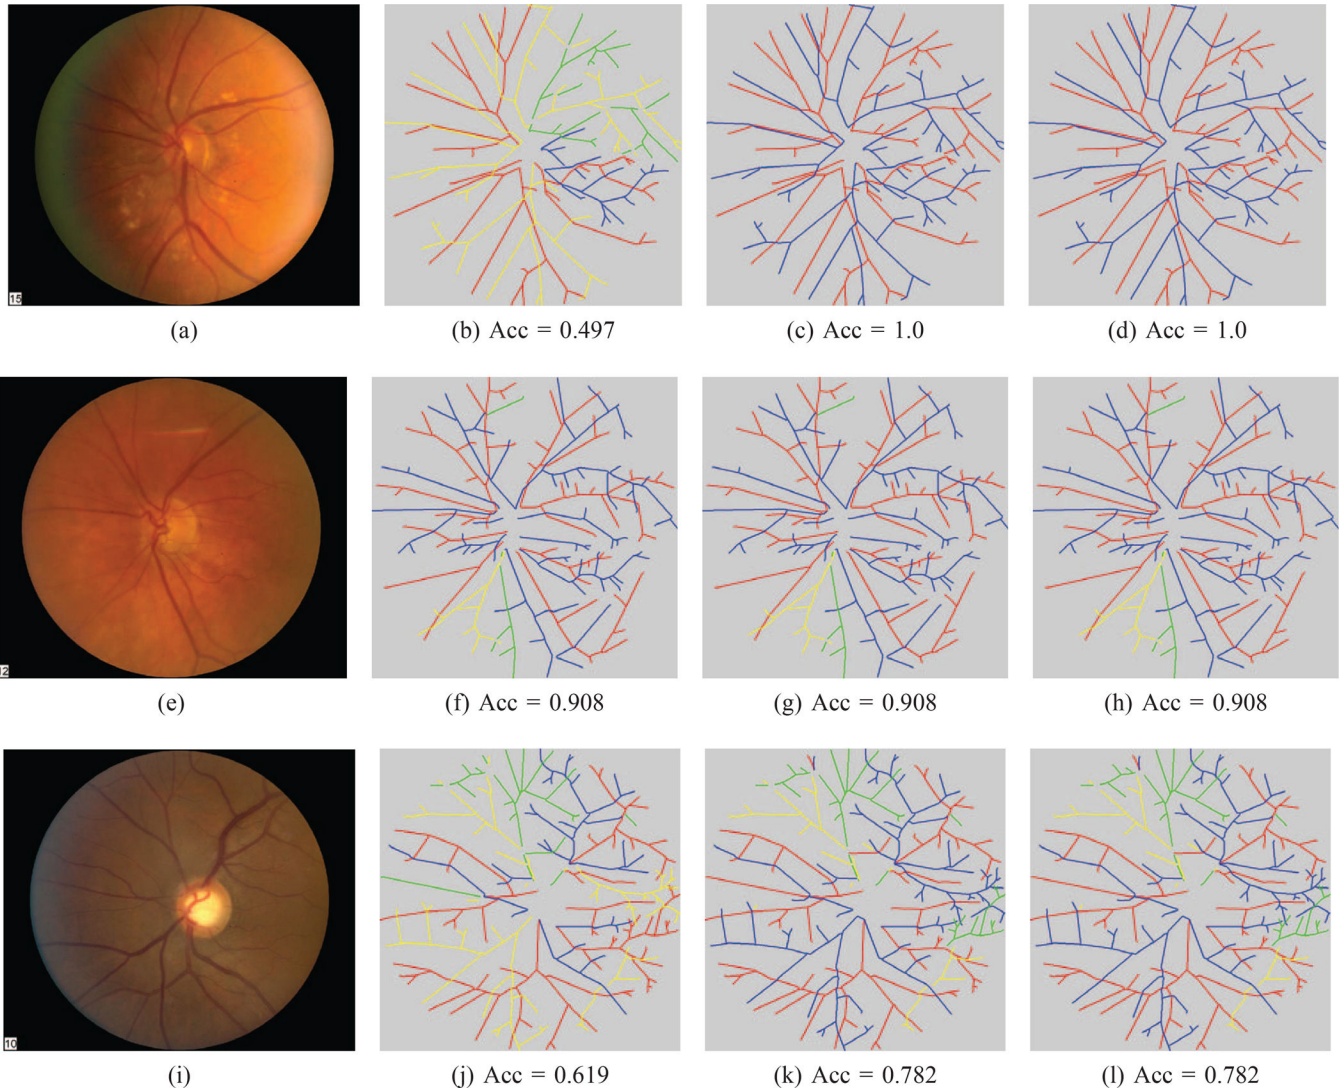 15
(a)
(b) Acc = 0.497
(c) Acc = 1.0
(d) Acc = 1.0
12
(e)
(f) Acc = 0.908
(g) Acc = 0.908
(h) Acc = 0.908
10
(i)
(j) Acc = 0.619
(k) Acc = 0.782
(l) Acc = 0.782